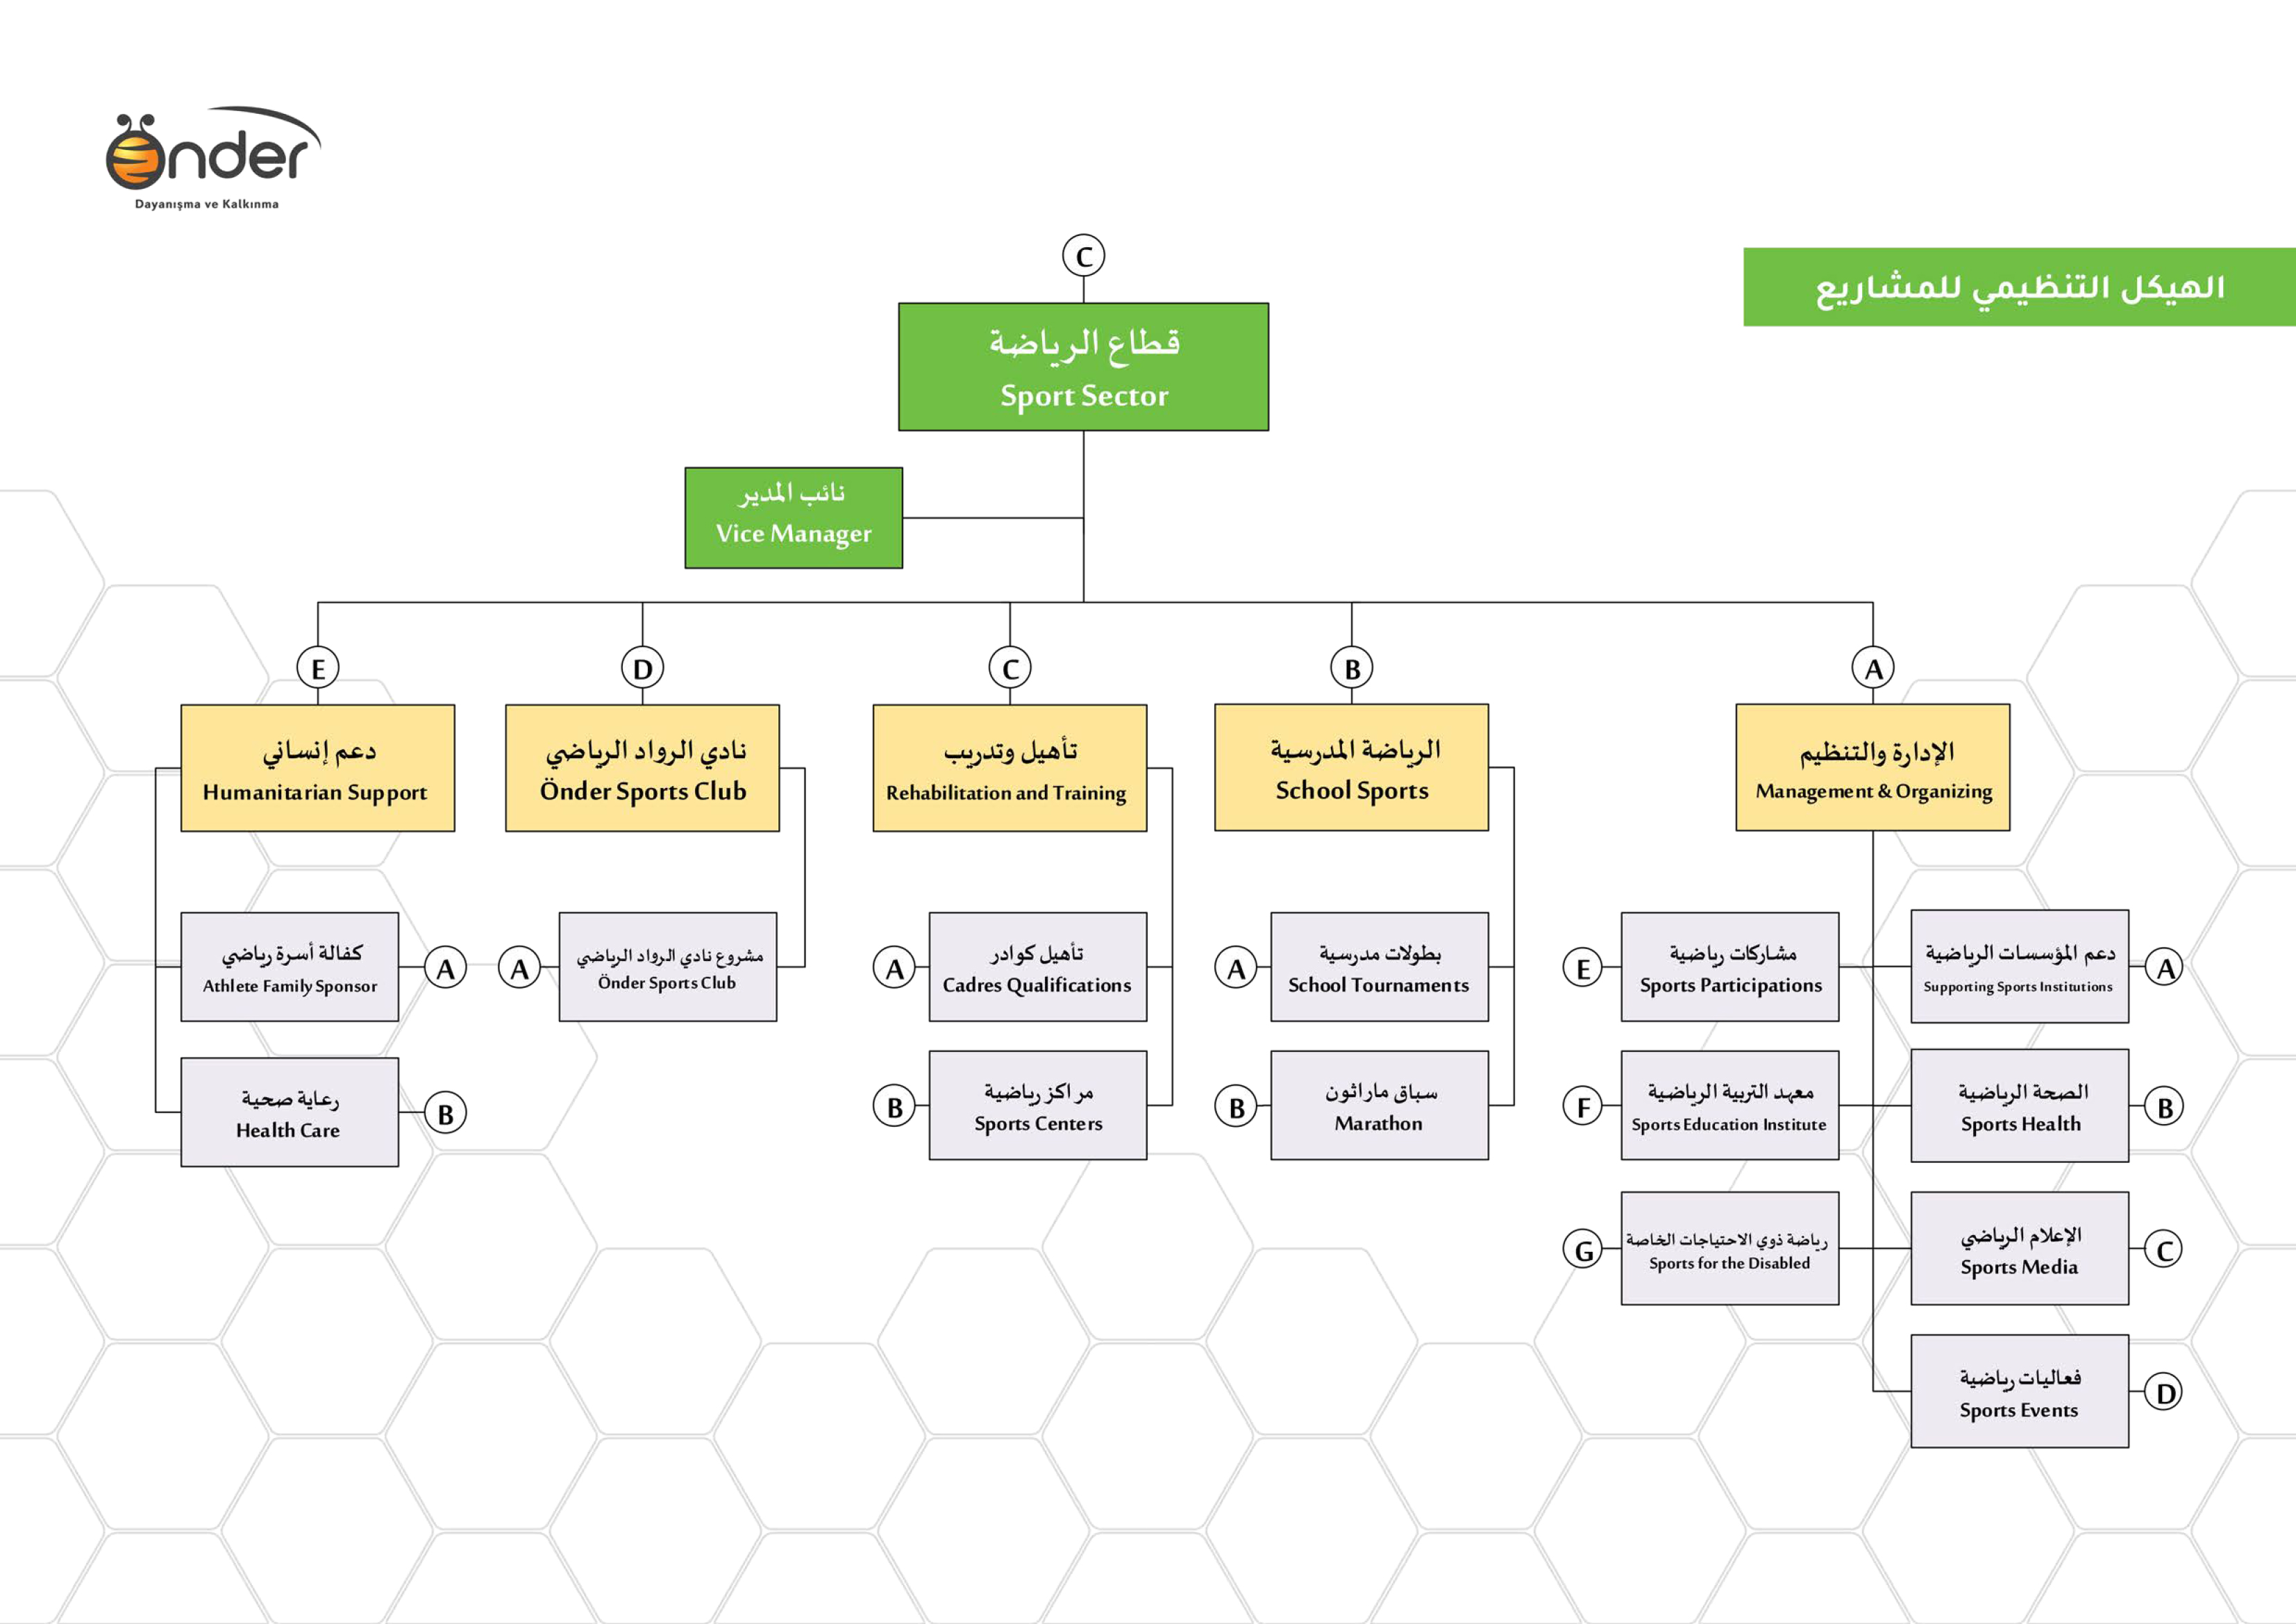 Önder
Dayanışma ve Kalkınma
الهيكل التنظيمي للمشاريع
C
قطاع الرياضة
Sport Sector
نائب المدير
Vice Manager
A
الإدارة والتنظيم
Management & Organizing
A
دعم المؤسسات الرياضية
Supporting Sports Institutions
B
الصحة الرياضية
Sports Health
C
الإعلام الرياضي
Sports Media
D
فعاليات رياضية
Sports Events
E
مشاركات رياضية
Sports Participations
F
معهد التربية الرياضية
Sports Education Institute
G
رياضة ذوي الاحتياجات الخاصة
Sports for the Disabled
B
الرياضة المدرسية
School Sports
A
بطولات مدرسية
School Tournaments
B
سباق ماراثون
Marathon
C
تأهيل وتدريب
Rehabilitation and Training
A
تأهيل كوادر
Cadres Qualifications
B
مراكز رياضية
Sports Centers
D
نادي الرواد الرياضي
Önder Sports Club
A
مشروع نادي الرواد الرياضي
Önder Sports Club
E
دعم إنساني
Humanitarian Support
A
كفالة أسرة رياضي
Athlete Family Sponsor
B
رعاية صحية
Health Care